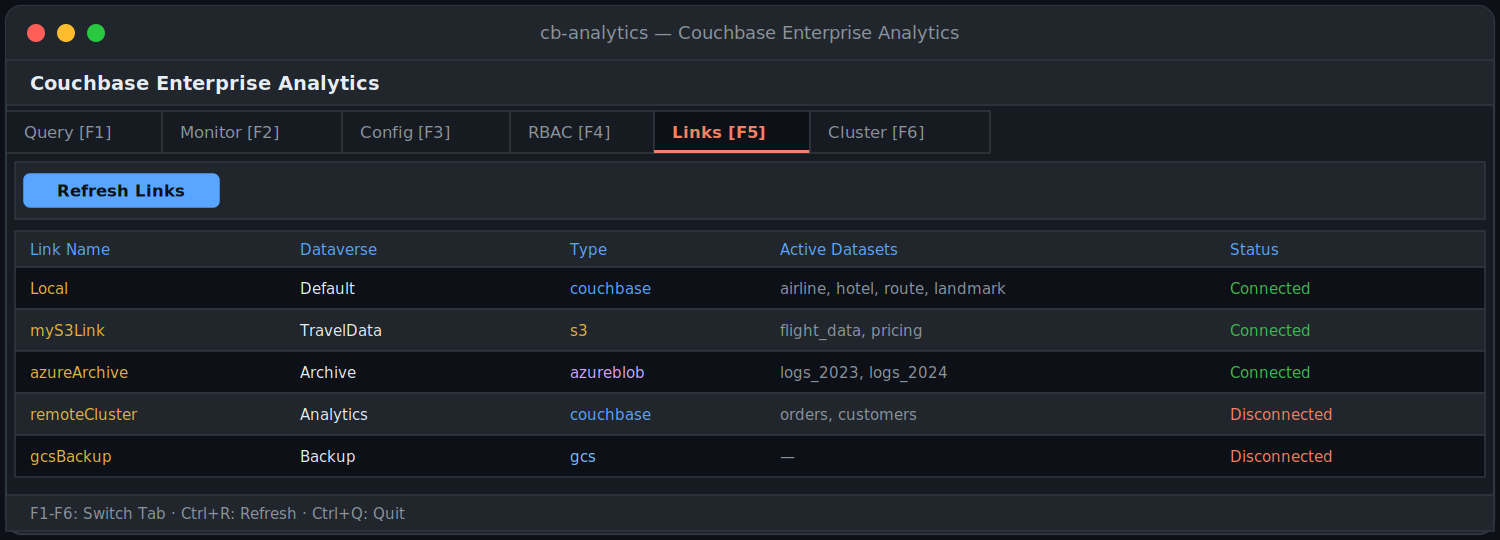 cb-analytics — Couchbase Enterprise Analytics
Couchbase Enterprise Analytics
Query [F1] Monitor [F2] Config [F3] RBAC [F4] Links [F5] Cluster [F6]
Refresh Links
Link Name Dataverse Type Active Datasets Status
Local Default couchbase airline, hotel, route, landmark Connected
myS3Link TravelData s3 flight_data, pricing Connected
azureArchive Archive azureblob logs_2023, logs_2024 Connected
remoteCluster Analytics couchbase orders, customers Disconnected
gcsBackup Backup gcs — Disconnected
F1-F6: Switch Tab · Ctrl+R: Refresh · Ctrl+Q: Quit